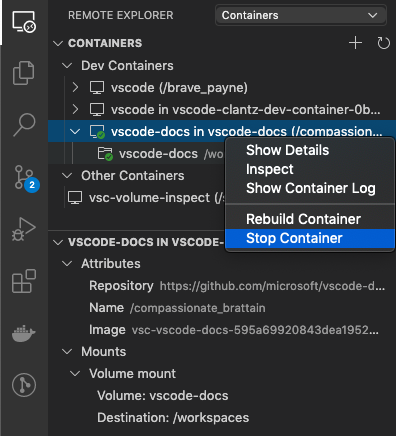 REMOTE EXPLORER
Containers
CONTAINERS
Dev Containers
vscode (/brave_payne)
vscode in vscode-clantz-dev-container-0b...
vscode-docs in vscode-docs (/compassion...
vscode-docs /wo
Show Details
Inspect
Show Container Log
Rebuild Container
Stop Container
Other Containers
vsc-volume-inspect (/s
2
VSCODE-DOCS IN VSCODE-
Attributes
Repository https://github.com/microsoft/vscode-d...
Name /compassionate_brattain
Image vsc-vscode-docs-595a69920843dea1952...
Mounts
Volume mount
Volume: vscode-docs
Destination: /workspaces